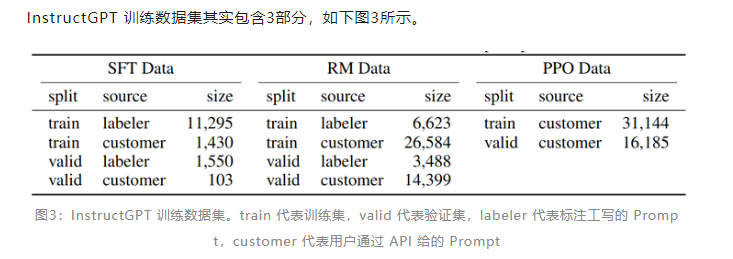 InstructGPT 训练数据集其实包含3部分，如下图3所示。
SFT Data RM Data PPO Data
split source size split source size split source size
train labeler 11,295 train labeler 6,623 train customer 31,144
train customer 1,430 train customer 26,584 valid customer 16,185
valid labeler 1,550 valid labeler 3,488
valid customer 103 valid customer 14,399
图3：InstructGPT 训练数据集。train 代表训练集，valid 代表验证集，labeler 代表标注工写的 Promp
t，customer 代表用户通过 API 给的 Prompt